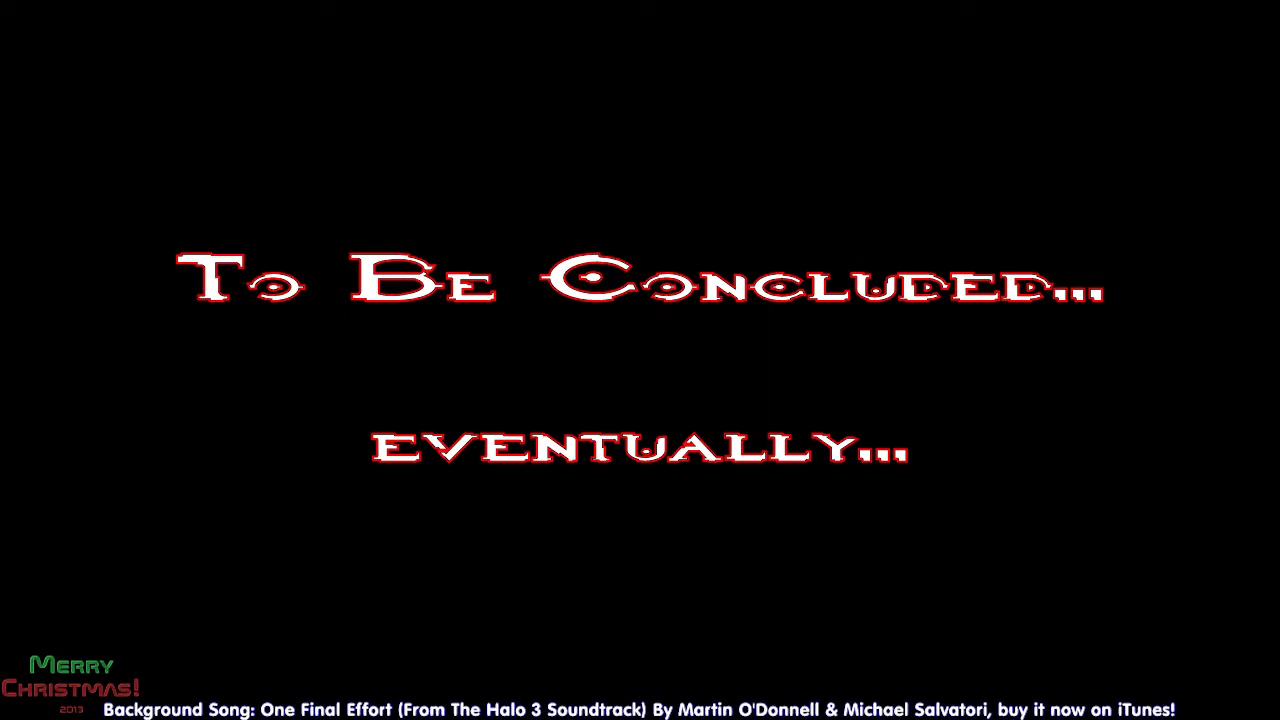 To Be Concluded...
eventually...
Merry
Christmas!
2013
Background Song: One Final Effort (From The Halo 3 Soundtrack) By Martin O'Donnell & Michael Salvatori, buy it now on iTunes!